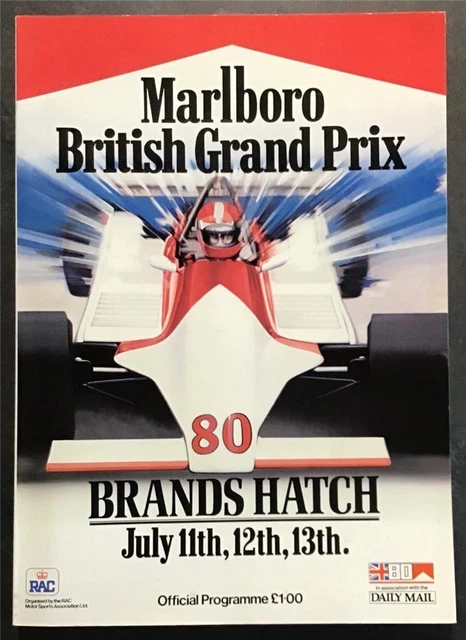 Marlboro
British Grand Prix
80
BRANDS HATCH
July 11th, 12th, 13th.
RAC
Organised by the RAC
Motor Sports Association Ltd.
Official Programme £1·00
80
In association with the
DAILY MAIL